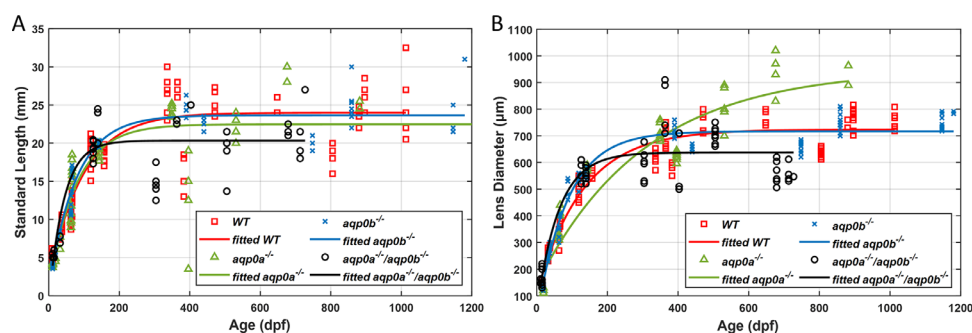 A
Standard Length (mm)
35
30
25
20
15
10
5
0
0 200 400 600 800 1000 1200
Age (dpf)
WT
fitted WT
aqp0a-/-
fitted aqp0a-/-
aqp0b-/-
fitted aqp0b-/-
aqp0a-/-/aqp0b-/-
fitted aqp0a-/-/aqp0b-/-
B
Lens Diameter (μm)
1100
1000
900
800
700
600
500
400
300
200
100
0 200 400 600 800 1000 1200
Age (dpf)
WT
fitted WT
aqp0a-/-
fitted aqp0a-/-
aqp0b-/-
fitted aqp0b-/-
aqp0a-/-/aqp0b-/-
fitted aqp0a-/-/aqp0b-/-